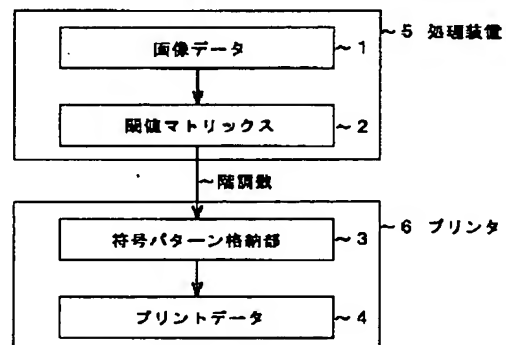 画像データ ~1
~5 処理装置
閾値マトリックス ~2
~階調数
符号パターン格納部 ~3
~6 プリンタ
プリントデータ ~4